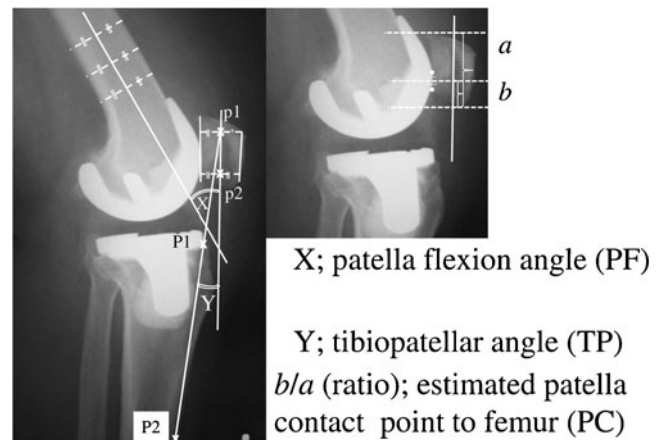 p1
X
p2
P1
Y
P2
a
b
X; patella flexion angle (PF)
Y; tibiopatellar angle (TP)
b/a (ratio); estimated patella
contact point to femur (PC)